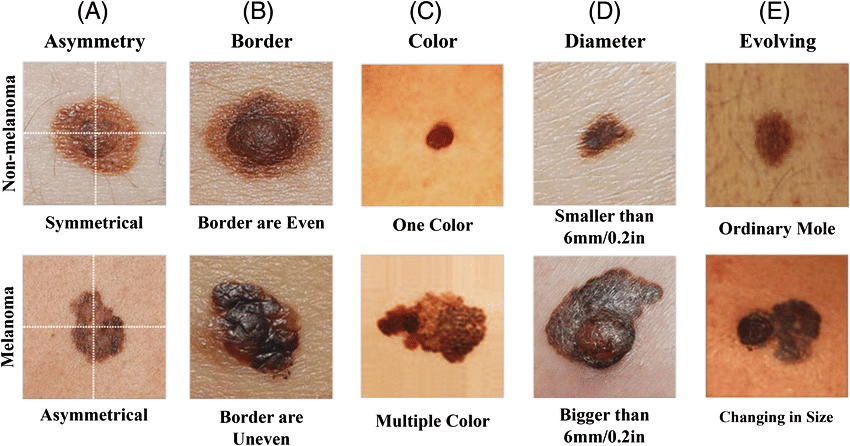 (A) (B) (C) (D) (E)
Asymmetry Border Color Diameter Evolving
Non-melanoma
Symmetrical Border are Even One Color Smaller than
6mm/0.2in Ordinary Mole
Melanoma
Asymmetrical Border are
Uneven Multiple Color Bigger than
6mm/0.2in Changing in Size